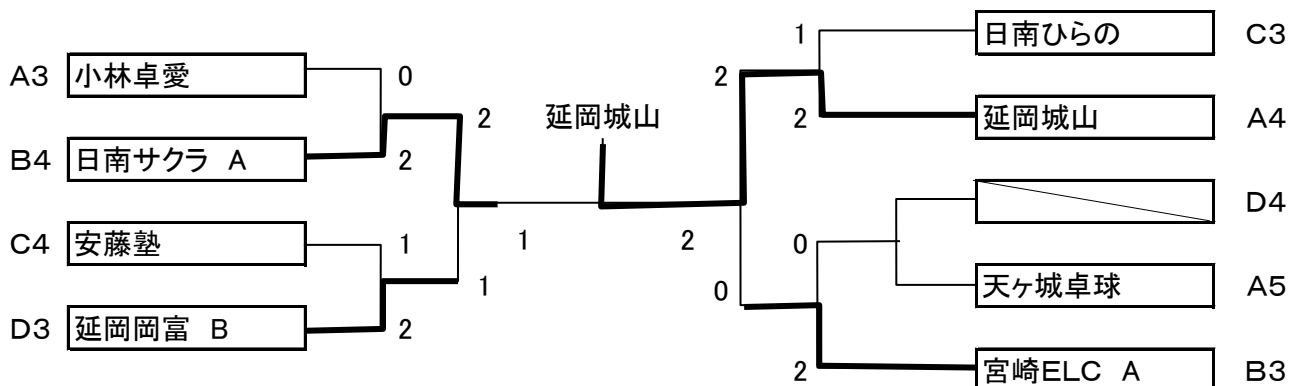 日南ひらの C3
1
A3 小林卓愛 0
2
2 延岡城山
2 延岡城山 A4
B4 日南サクラ A 2
D4
C4 安藤塾 1
1 2 0
1 0
天ヶ城卓球 A5
D3 延岡岡富 B 2
2 宮崎ELC A B3